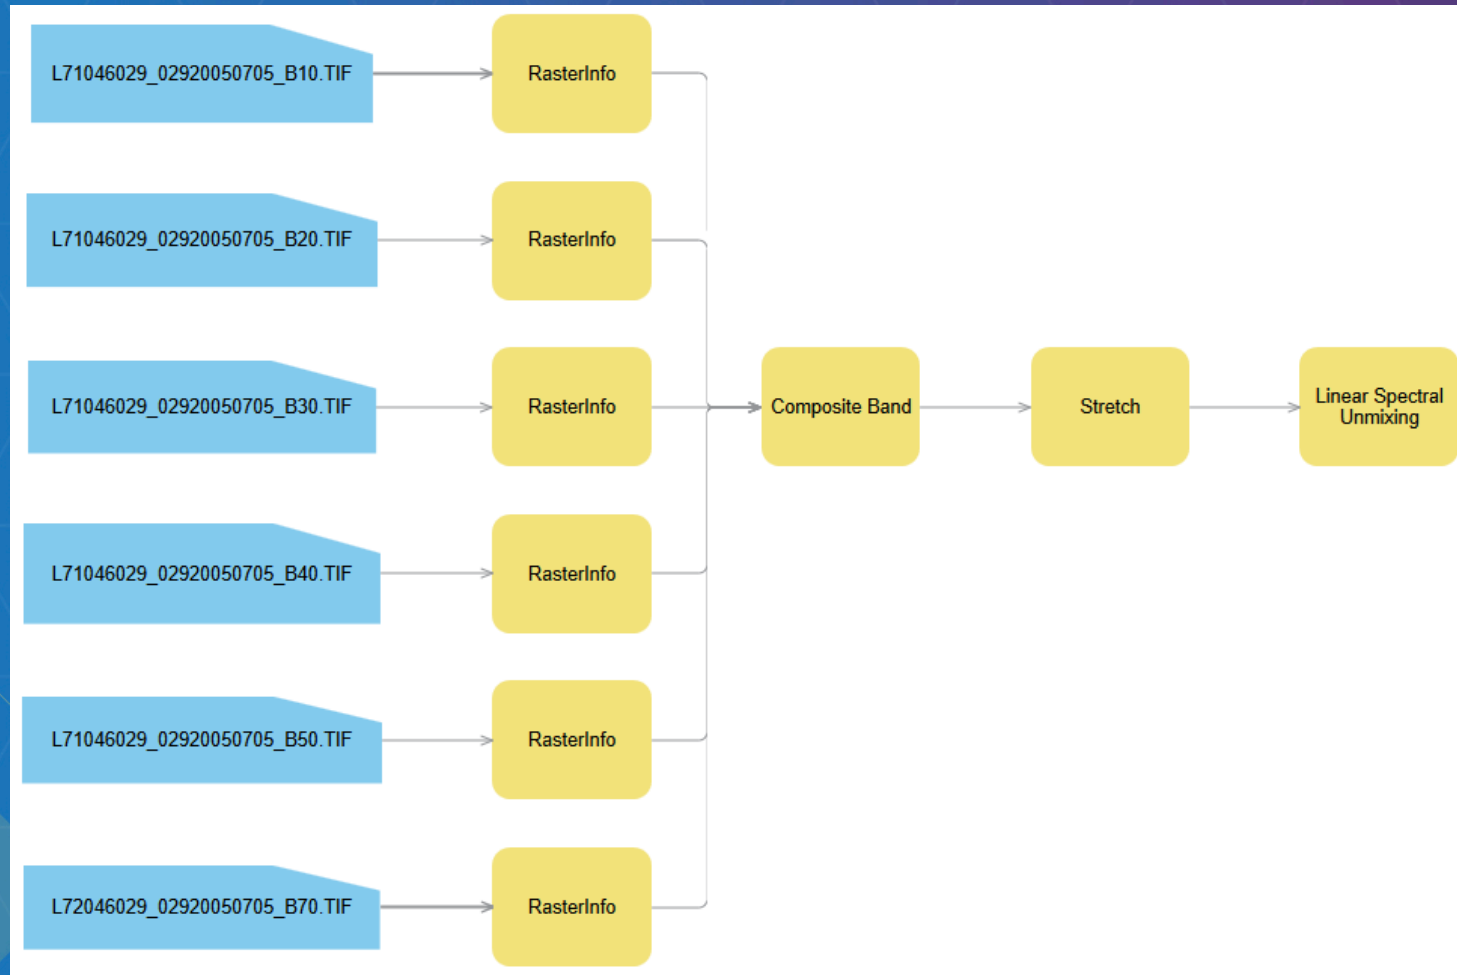 L71046029_02920050705_B10.TIF
RasterInfo
L71046029_02920050705_B20.TIF
RasterInfo
L71046029_02920050705_B30.TIF
RasterInfo
Composite Band
Stretch
Linear Spectral
Unmixing
L71046029_02920050705_B40.TIF
RasterInfo
L71046029_02920050705_B50.TIF
RasterInfo
L72046029_02920050705_B70.TIF
RasterInfo